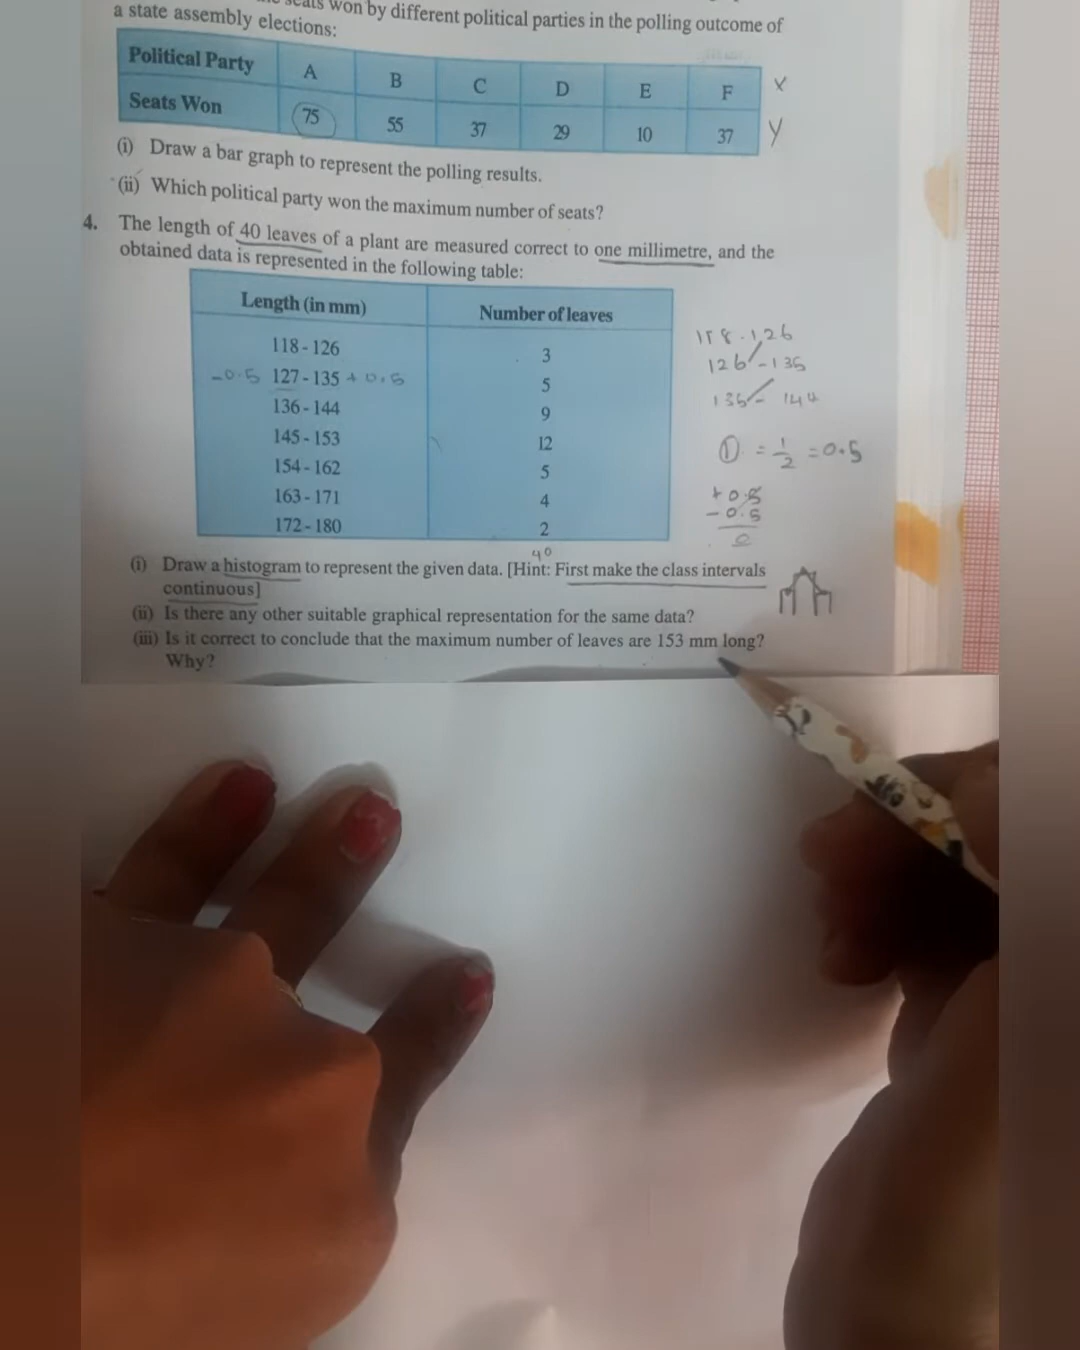 seats won by different political parties in the polling outcome of
a state assembly elections:
Political Party A B C D E F x
Seats Won 75 55 37 29 10 37 y
(i) Draw a bar graph to represent the polling results.
(ii) Which political party won the maximum number of seats?
4. The length of 40 leaves of a plant are measured correct to one millimetre, and the
obtained data is represented in the following table:
Length (in mm) Number of leaves
118 - 126 3
-0.5 127 - 135 +0.5 5
136 - 144 9
145 - 153 12
154 - 162 5
163 - 171 4
172 - 180 2
40
118 - 126
126 - 135
135 - 144
① = 1/2 = 0.5
+0.5
-0.5
0
(i) Draw a histogram to represent the given data. [Hint: First make the class intervals
continuous]
(ii) Is there any other suitable graphical representation for the same data?
(iii) Is it correct to conclude that the maximum number of leaves are 153 mm long?
Why?